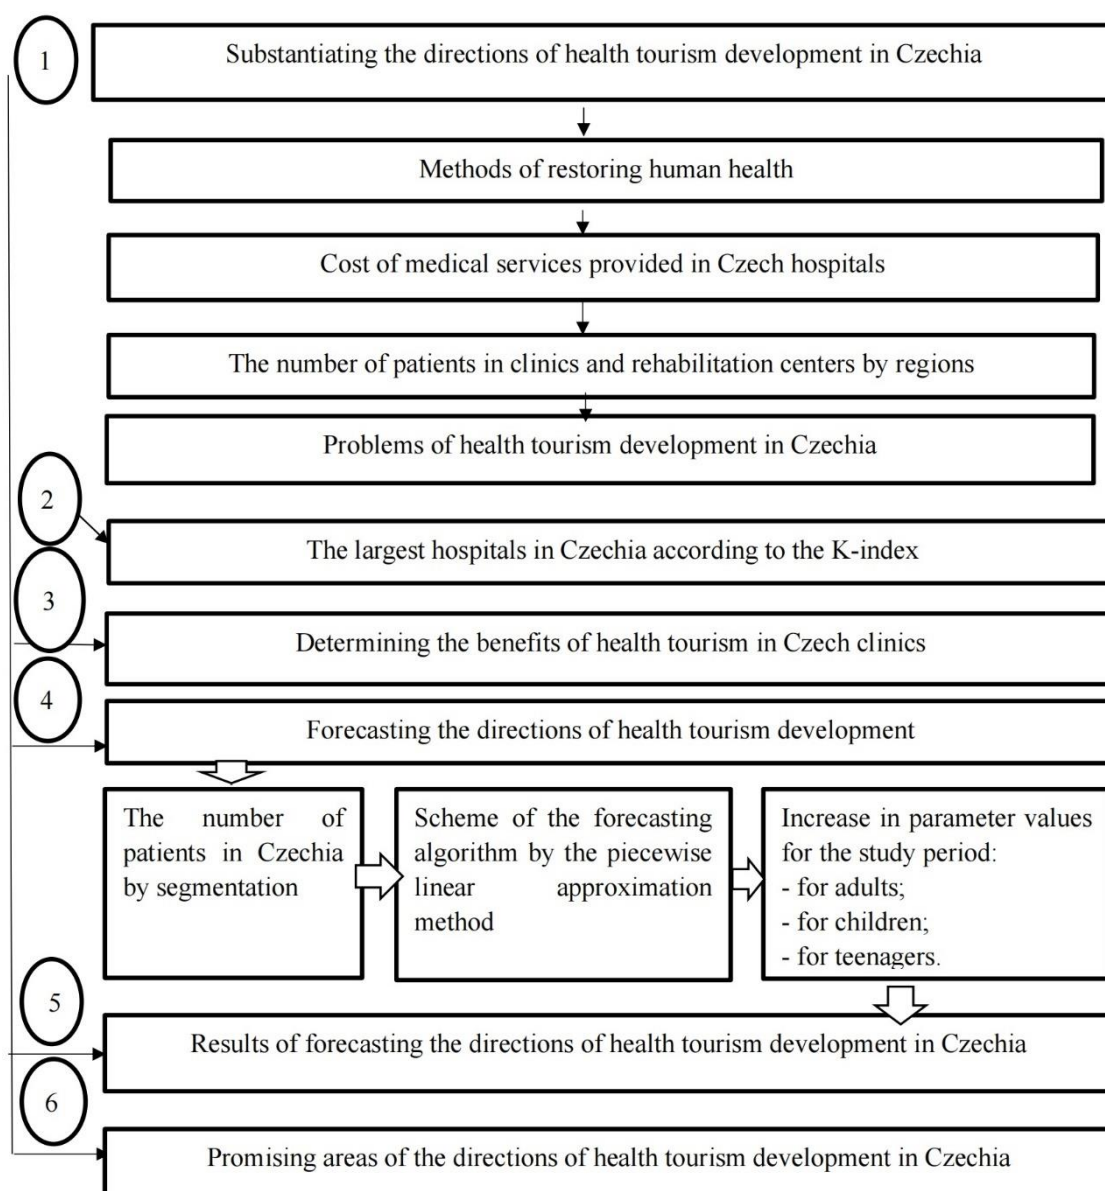 1
Substantiating the directions of health tourism development in Czechia
Methods of restoring human health
Cost of medical services provided in Czech hospitals
The number of patients in clinics and rehabilitation centers by regions
Problems of health tourism development in Czechia
2
The largest hospitals in Czechia according to the K-index
3
Determining the benefits of health tourism in Czech clinics
4
Forecasting the directions of health tourism development
The number of
patients in Czechia
by segmentation
Scheme of the forecasting
algorithm by the piecewise
linear approximation
method
Increase in parameter values
for the study period:
- for adults;
- for children;
- for teenagers.
5
Results of forecasting the directions of health tourism development in Czechia
6
Promising areas of the directions of health tourism development in Czechia